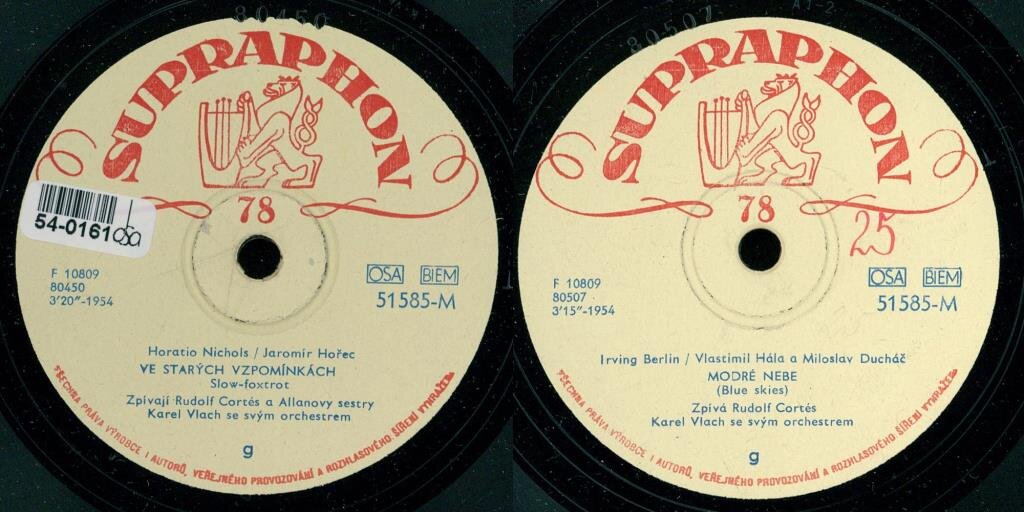 80450
SUPRAPHON
78
54-0161
osa
F 10809
80450
3'20"-1954
OSA BIEM
51585-M
Horatio Nichols / Jaromír Hořec
VE STARÝCH VZPOMÍNKÁCH
Slow-foxtrot
Zpívají Rudolf Cortés a Allanovy sestry
Karel Vlach se svým orchestrem
g
VŠECHNA PRÁVA VÝROBCE I AUTORŮ, VEŘEJNÉHO PROVOZOVÁNÍ A ROZHLASOVÉHO ŠÍŘENÍ VYHRAŽENA
80507 A1-2
SUPRAPHON
78
25
F 10809
80507
3'15"-1954
OSA BIEM
51585-M
Irving Berlin / Vlastimil Hála a Miloslav Ducháč
MODRÉ NEBE
(Blue skies)
Zpívá Rudolf Cortés
Karel Vlach se svým orchestrem
g
VŠECHNA PRÁVA VÝROBCE I AUTORŮ, VEŘEJNÉHO PROVOZOVÁNÍ A ROZHLASOVÉHO ŠÍŘENÍ VYHRAŽENA